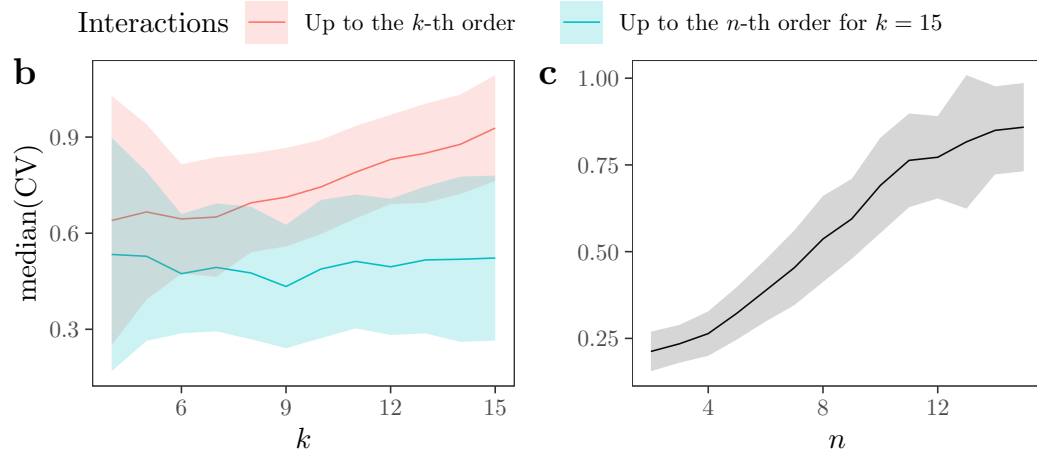 Interactions Up to the k-th order Up to the n-th order for k = 15
b
median(CV)
0.9
0.6
0.3
6 9 12 15
k
c
1.00
0.75
0.50
0.25
4 8 12
n